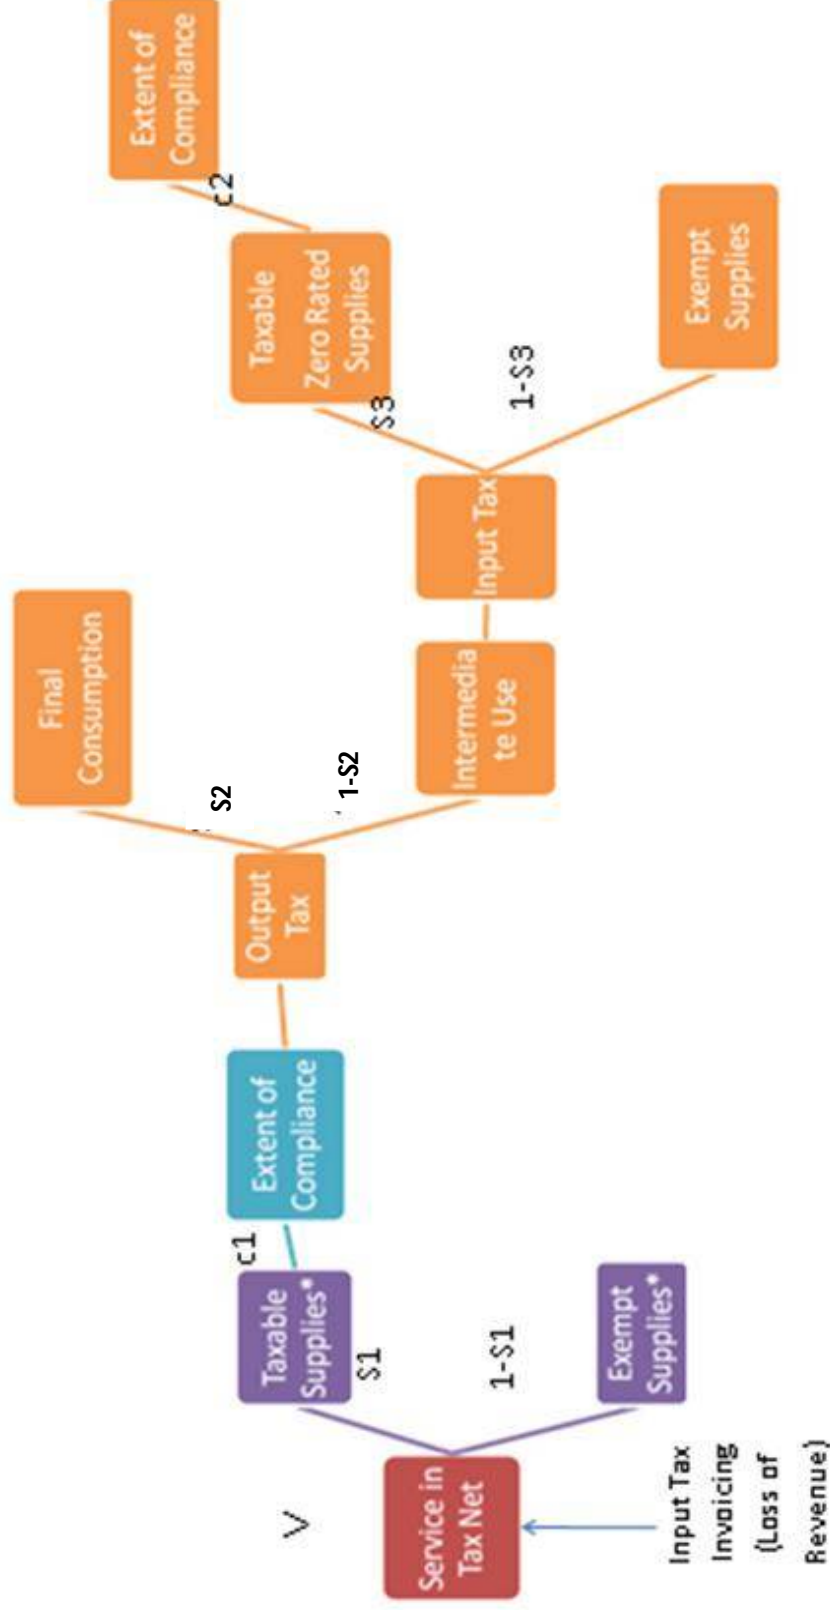 V
Service in
Tax Net
Input Tax
Invoicing
(Loss of
Revenue)
Taxable
Supplies*
S1
1-S1
Exempt
Supplies*
c1
Extent of
Compliance
Output
Tax
S2
1-S2
Final
Consumption
Intermedia
te Use
Input Tax
S3
1-S3
Taxable
Zero Rated
Supplies
Exempt
Supplies
c2
Extent of
Compliance